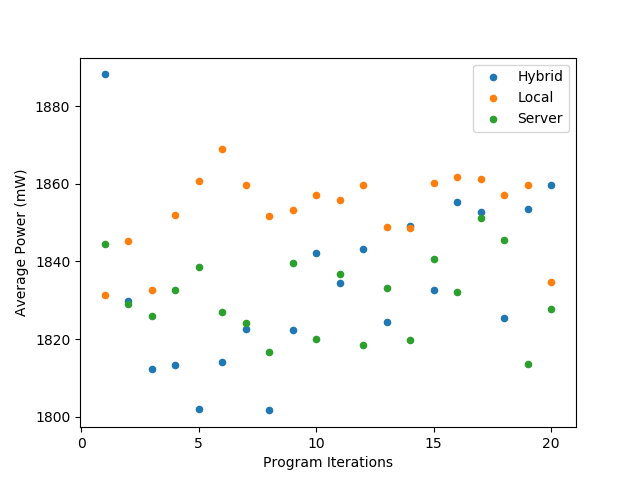 Hybrid
Local
Server
1880
1860
1840
1820
1800
Average Power (mW)
0 5 10 15 20
Program Iterations